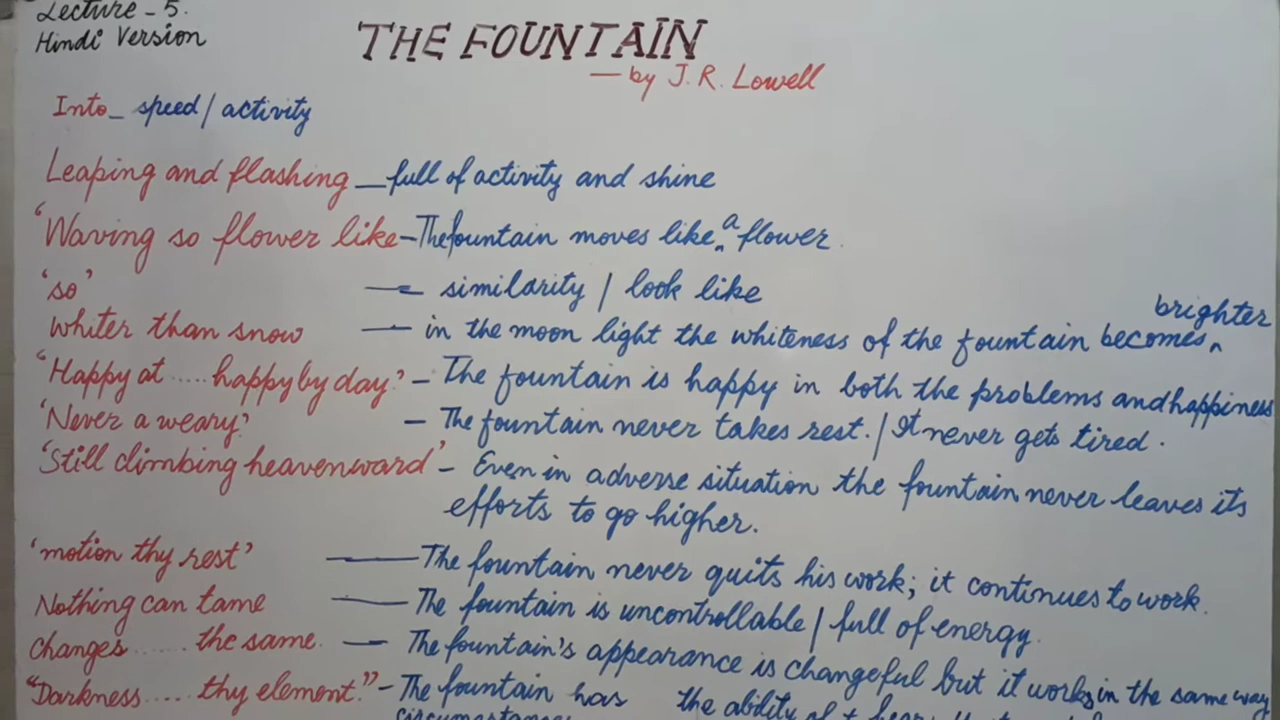 Lecture - 5.
Hindi Version
THE FOUNTAIN
— by J. R. Lowell
Into_ speed / activity
Leaping and flashing _ full of activity and shine
'Waving so flower like - The fountain moves like a flower
'so' — similarity / look like
whiter than snow — in the moon light the whiteness of the fountain becomes brighter
'Happy at .... happy by day' - The fountain is happy in both the problems and happiness
'Never a weary' - The fountain never takes rest. / It never gets tired.
'Still climbing heavenward' - Even in adverse situation the fountain never leaves its
efforts to go higher.
'motion thy rest' — The fountain never quits his work; it continues to work.
Nothing can tame — The fountain is uncontrollable / full of energy.
Changes ...... the same. — The fountain's appearance is changeful but it works in the same way
"Darkness .... thy element." - The fountain has the ability of